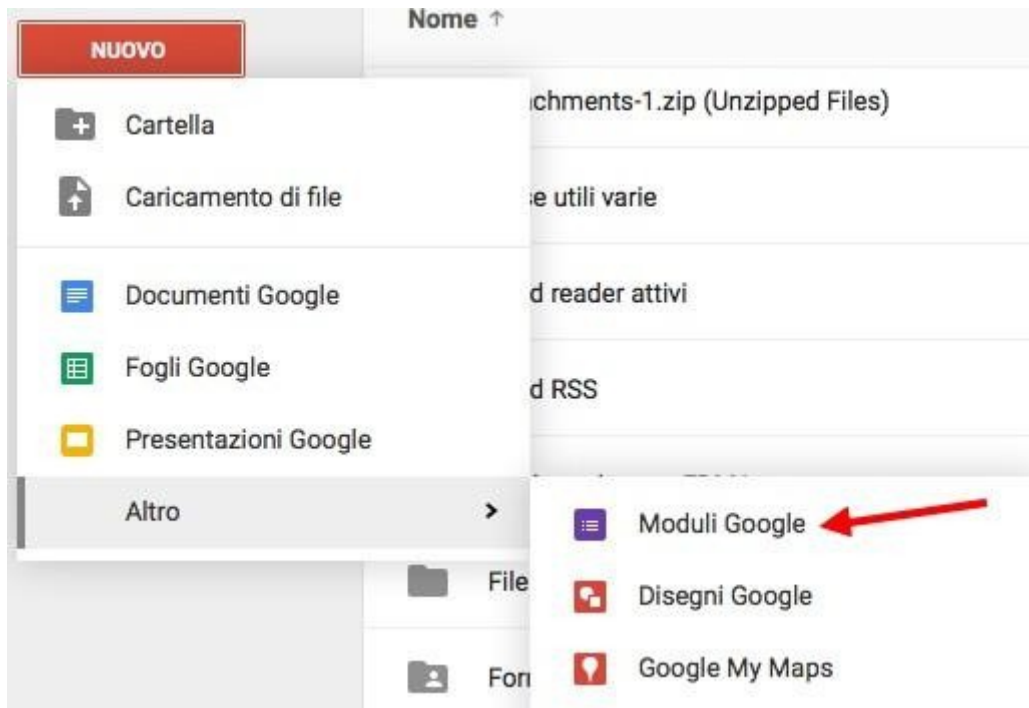 Nome ↑
NUOVO
chments-1.zip (Unzipped Files)
Cartella
Caricamento di file
e utili varie
Documenti Google
d reader attivi
Fogli Google
d RSS
Presentazioni Google
Altro
Moduli Google
File
Disegni Google
Google My Maps